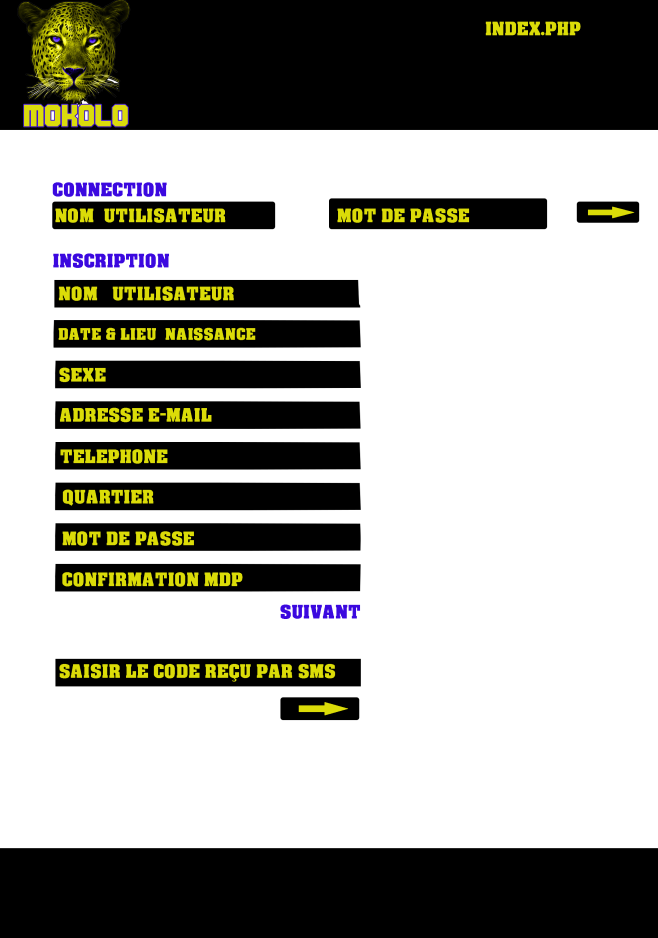 INDEX.PHP
MOKOLO
CONNECTION
NOM UTILISATEUR
MOT DE PASSE
INSCRIPTION
NOM UTILISATEUR
DATE & LIEU NAISSANCE
SEXE
ADRESSE E-MAIL
TELEPHONE
QUARTIER
MOT DE PASSE
CONFIRMATION MDP
SUIVANT
SAISIR LE CODE REÇU PAR SMS